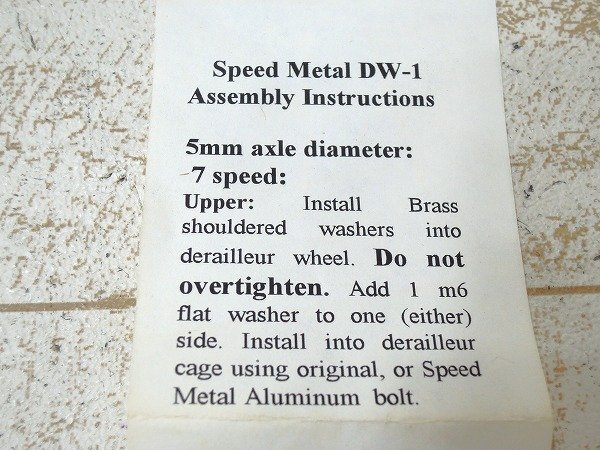 Speed Metal DW-1
Assembly Instructions
5mm axle diameter:
7 speed:
Upper: Install Brass
shouldered washers into
derailleur wheel. Do not
overtighten. Add 1 m6
flat washer to one (either)
side. Install into derailleur
cage using original, or Speed
Metal Aluminum bolt.